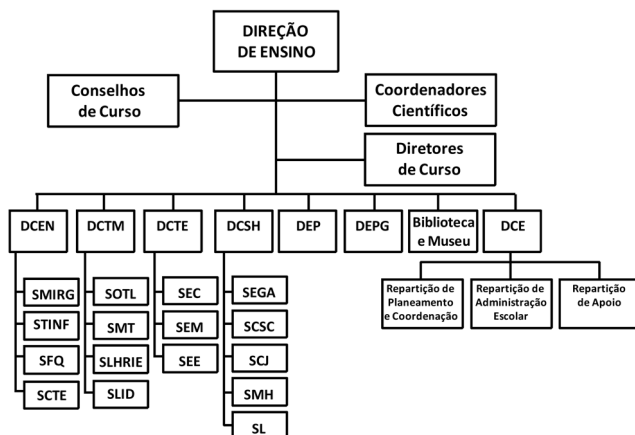 DIREÇÃO
DE ENSINO
Conselhos
de Curso
Coordenadores
Científicos
Diretores
de Curso
DCEN
DCTM
DCTE
DCSH
DEP
DEPG
Biblioteca
e Museu
DCE
SMIRG
STINF
SFQ
SCTE
SOTL
SMT
SLHRIE
SLID
SEC
SEM
SEE
SEGA
SCSC
SCJ
SMH
SL
Repartição de
Planeamento
e Coordenação
Repartição de
Administração
Escolar
Repartição
de Apoio